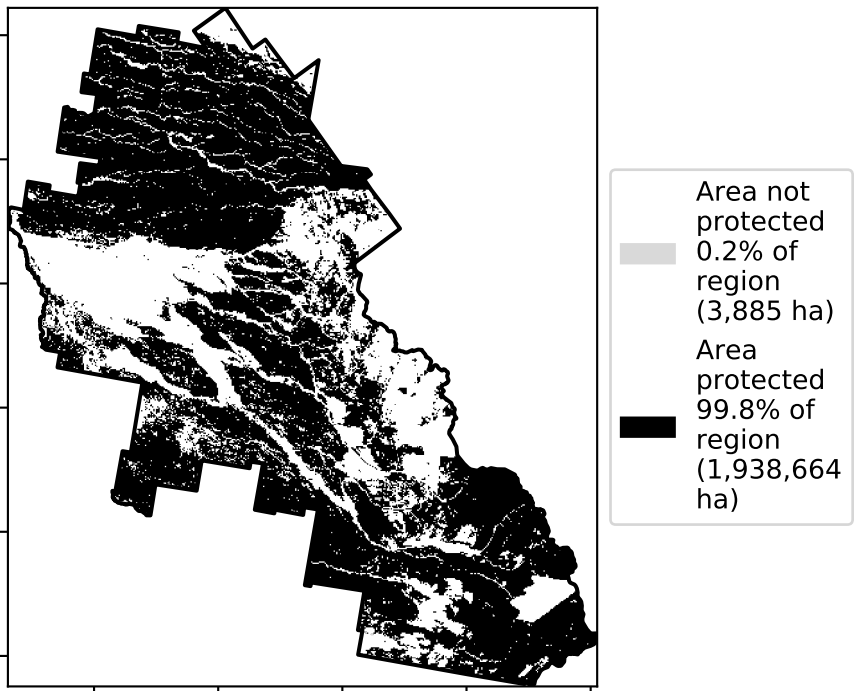 Area not
protected
0.2% of
region
(3,885 ha)
Area
protected
99.8% of
region
(1,938,664
ha)